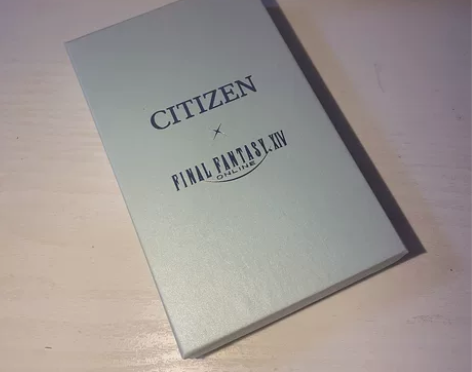 CITIZEN
×
FINAL FANTASY XIV
ONLINE